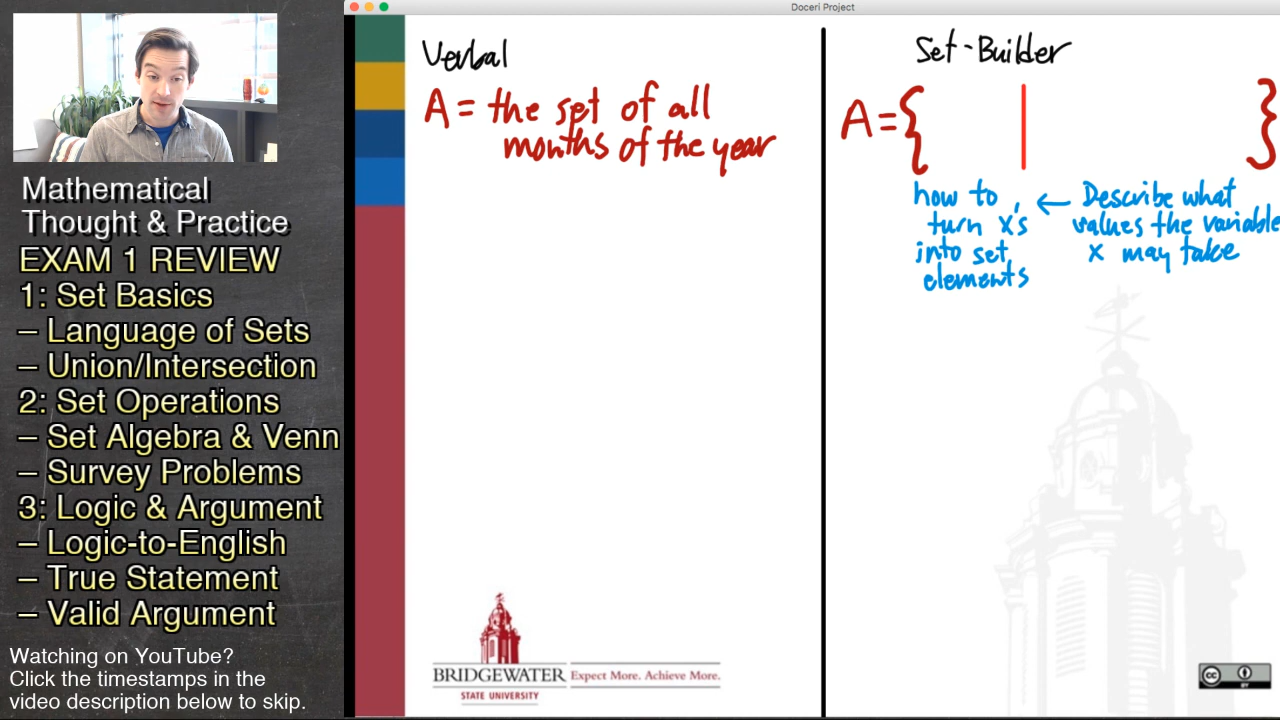 Doceri Project
Mathematical
Thought & Practice
EXAM 1 REVIEW
1: Set Basics
– Language of Sets
– Union/Intersection
2: Set Operations
– Set Algebra & Venn
– Survey Problems
3: Logic & Argument
– Logic-to-English
– True Statement
– Valid Argument
Watching on YouTube?
Click the timestamps in the
video description below to skip.
Verbal
A = the set of all
months of the year
Set-Builder
A = { | }
how to
turn x's
into set
elements
← Describe what
values the variable
x may take
BRIDGEWATER
STATE UNIVERSITY
Expect More. Achieve More.
cc
BY